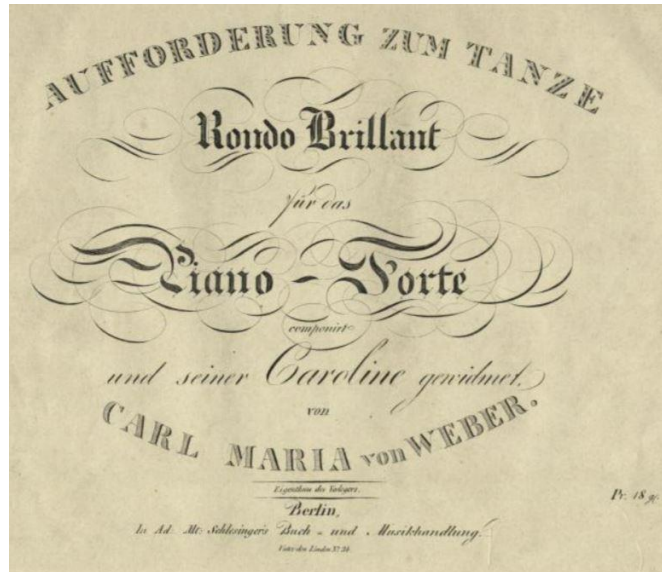 AUFFORDERUNG ZUM TANZE
Rondo Brillant
für das
Piano-Forte
componirt
und seiner Caroline gewidmet,
von
CARL MARIA von WEBER.
Eigenthum des Verlegers.
Berlin,
In Ad. Mt. Schlesinger's Buch- und Musikhandlung.
Unter den Linden No. 34.
Pr. 18 gr.